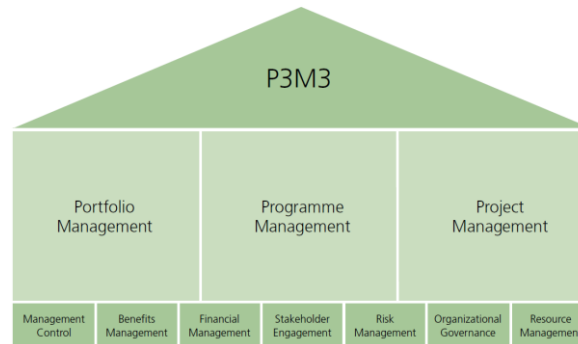 P3M3
Portfolio
Management
Programme
Management
Project
Management
Management
Control
Benefits
Management
Financial
Management
Stakeholder
Engagement
Risk
Management
Organizational
Governance
Resource
Management